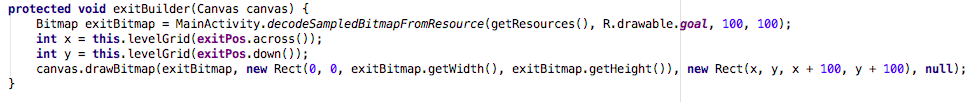 protected void exitBuilder(Canvas canvas) {
    Bitmap exitBitmap = MainActivity.decodeSampledBitmapFromResource(getResources(), R.drawable.goal, 100, 100);
    int x = this.levelGrid(exitPos.across());
    int y = this.levelGrid(exitPos.down());
    canvas.drawBitmap(exitBitmap, new Rect(0, 0, exitBitmap.getWidth(), exitBitmap.getHeight()), new Rect(x, y, x + 100, y + 100), null);
}